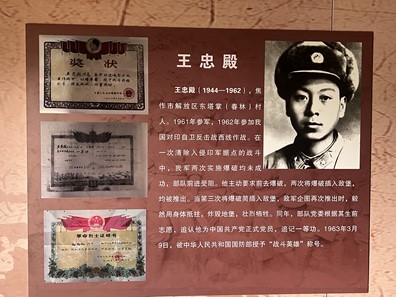 奖状
王忠殿
王忠殿（1944—1962），焦
作市解放区东塔掌（春林）村
人，1961年参军，1962年参加我
国对印自卫反击战西线作战。在
一次清除入侵印军据点的战斗
中，我军两次实施爆破均未成
功，部队前进受阻。他主动要求前去爆破，两次将爆破筒插入敌堡，
均被推出。当第三次将爆破筒插入敌堡，敌军企图再次推出时，毅
然用身体抵住，炸毁地堡，壮烈牺牲。同年，部队党委根据其生前
志愿，追认他为中国共产党正式党员，追记一等功。1963年3月
9日，被中华人民共和国国防部授予“战斗英雄”称号。
革命烈士证明书